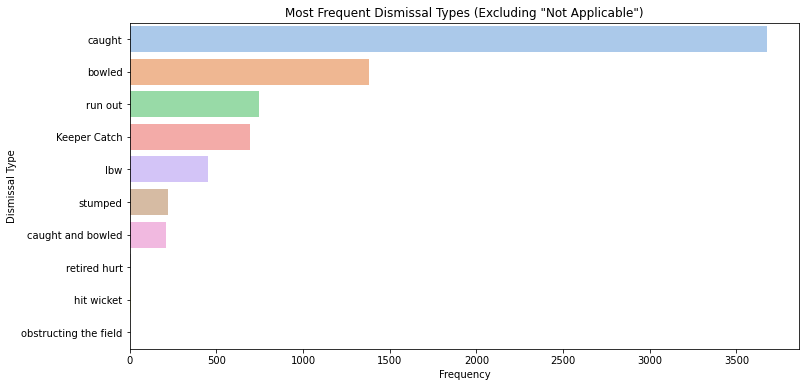 Most Frequent Dismissal Types (Excluding "Not Applicable")
Dismissal Type
caught
bowled
run out
Keeper Catch
lbw
stumped
caught and bowled
retired hurt
hit wicket
obstructing the field
0 500 1000 1500 2000 2500 3000 3500
Frequency